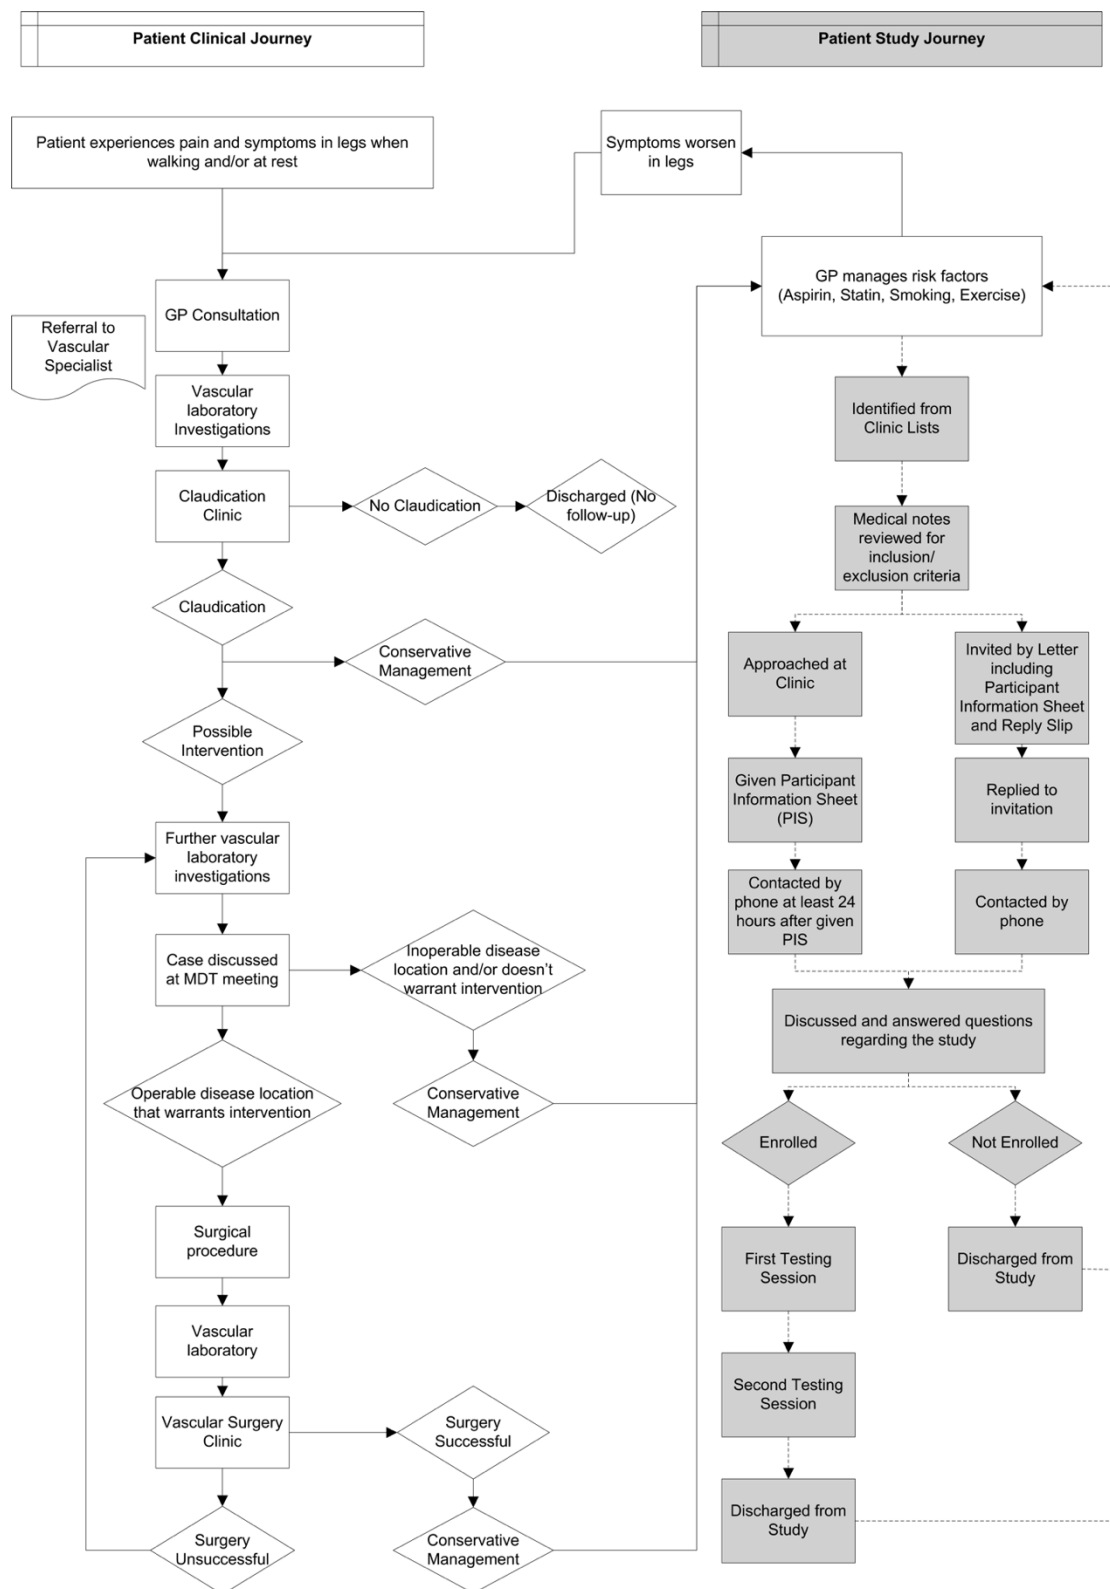 Patient Clinical Journey
Patient Study Journey
Patient experiences pain and symptoms in legs when
walking and/or at rest
Symptoms worsen
in legs
GP manages risk factors
(Aspirin, Statin, Smoking, Exercise)
GP Consultation
Referral to
Vascular
Specialist
Vascular
laboratory
Investigations
Identified from
Clinic Lists
Claudication
Clinic
No Claudication
Discharged (No
follow-up)
Medical notes
reviewed for
inclusion/
exclusion criteria
Claudication
Conservative
Management
Approached at
Clinic
Invited by Letter
including
Participant
Information Sheet
and Reply Slip
Possible
Intervention
Given Participant
Information Sheet
(PIS)
Replied to
invitation
Further vascular
laboratory
investigations
Contacted by
phone at least 24
hours after given
PIS
Contacted by
phone
Case discussed
at MDT meeting
Inoperable disease
location and/or doesn’t
warrant intervention
Discussed and answered questions
regarding the study
Operable disease location
that warrants intervention
Conservative
Management
Enrolled
Not Enrolled
Surgical
procedure
First Testing
Session
Discharged from
Study
Vascular
laboratory
Second Testing
Session
Vascular Surgery
Clinic
Surgery
Successful
Discharged from
Study
Surgery
Unsuccessful
Conservative
Management